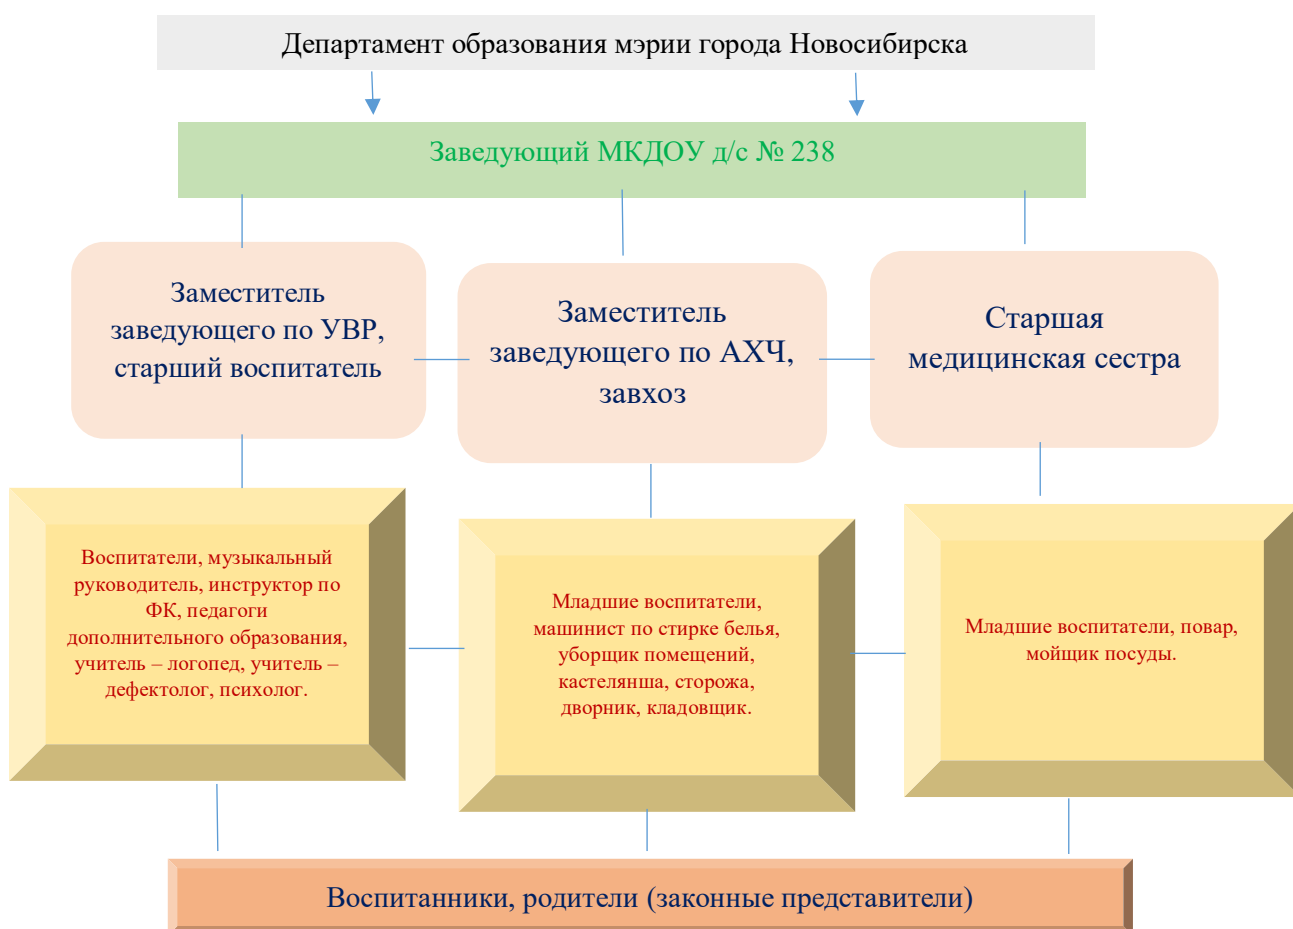 Департамент образования мэрии города Новосибирска
Заведующий МКДОУ д/с № 238
Заместитель
заведующего по УВР,
старший воспитатель
Заместитель
заведующего по АХЧ,
завхоз
Старшая
медицинская сестра
Воспитатели, музыкальный
руководитель, инструктор по
ФК, педагоги
дополнительного образования,
учитель – логопед, учитель –
дефектолог, психолог.
Младшие воспитатели,
машинист по стирке белья,
уборщик помещений,
кастелянша, сторожа,
дворник, кладовщик.
Младшие воспитатели, повар,
мойщик посуды.
Воспитанники, родители (законные представители)